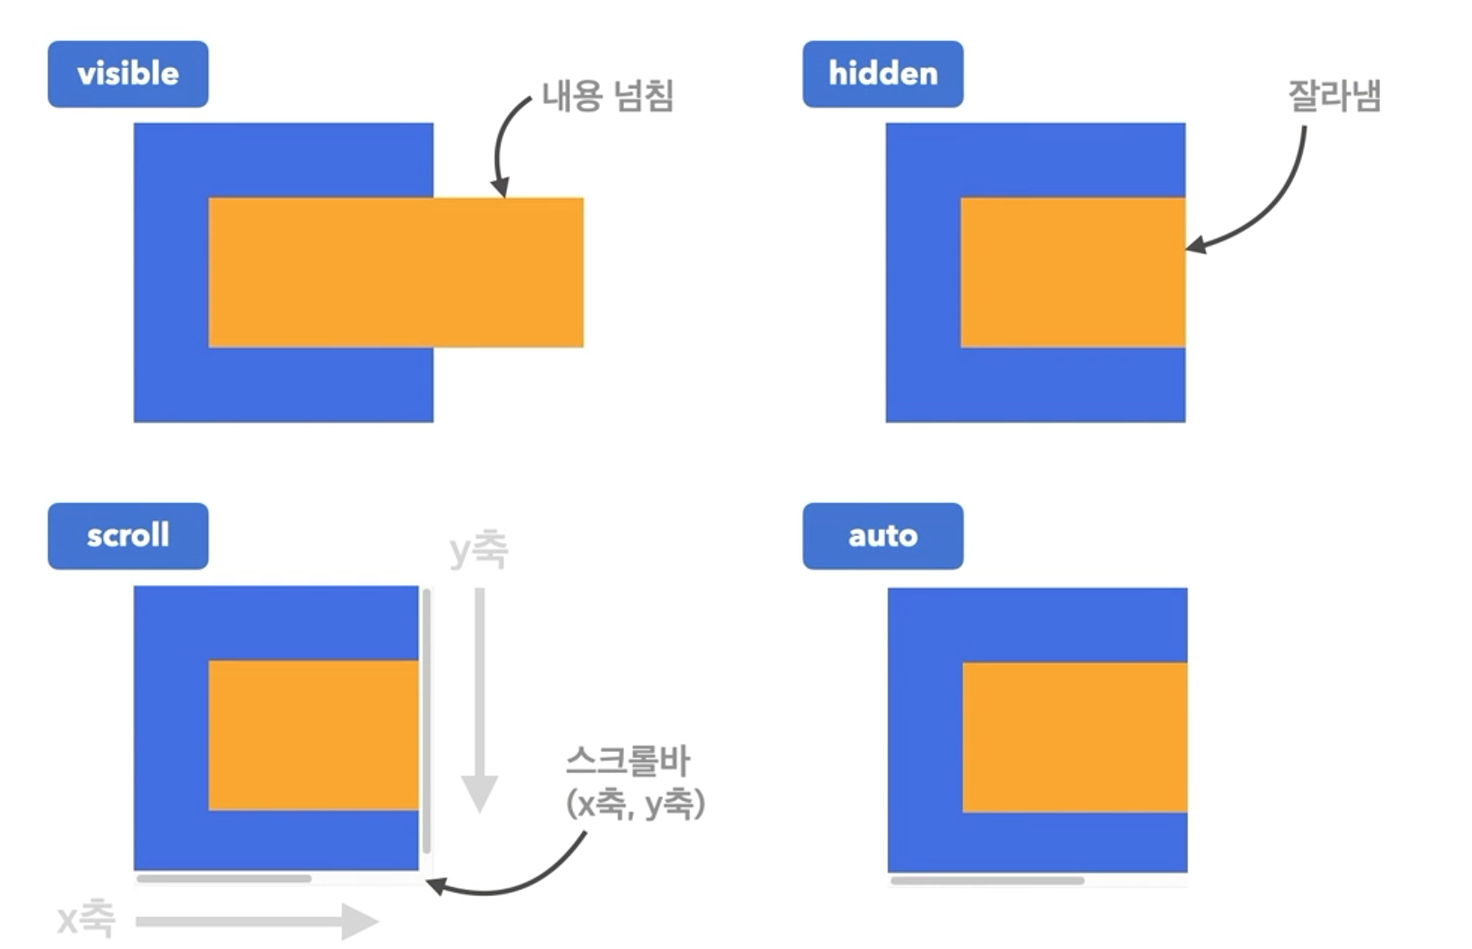 visible
내용 넘침
hidden
잘라냄
scroll
y축
스크롤바
(x축, y축)
x축
auto